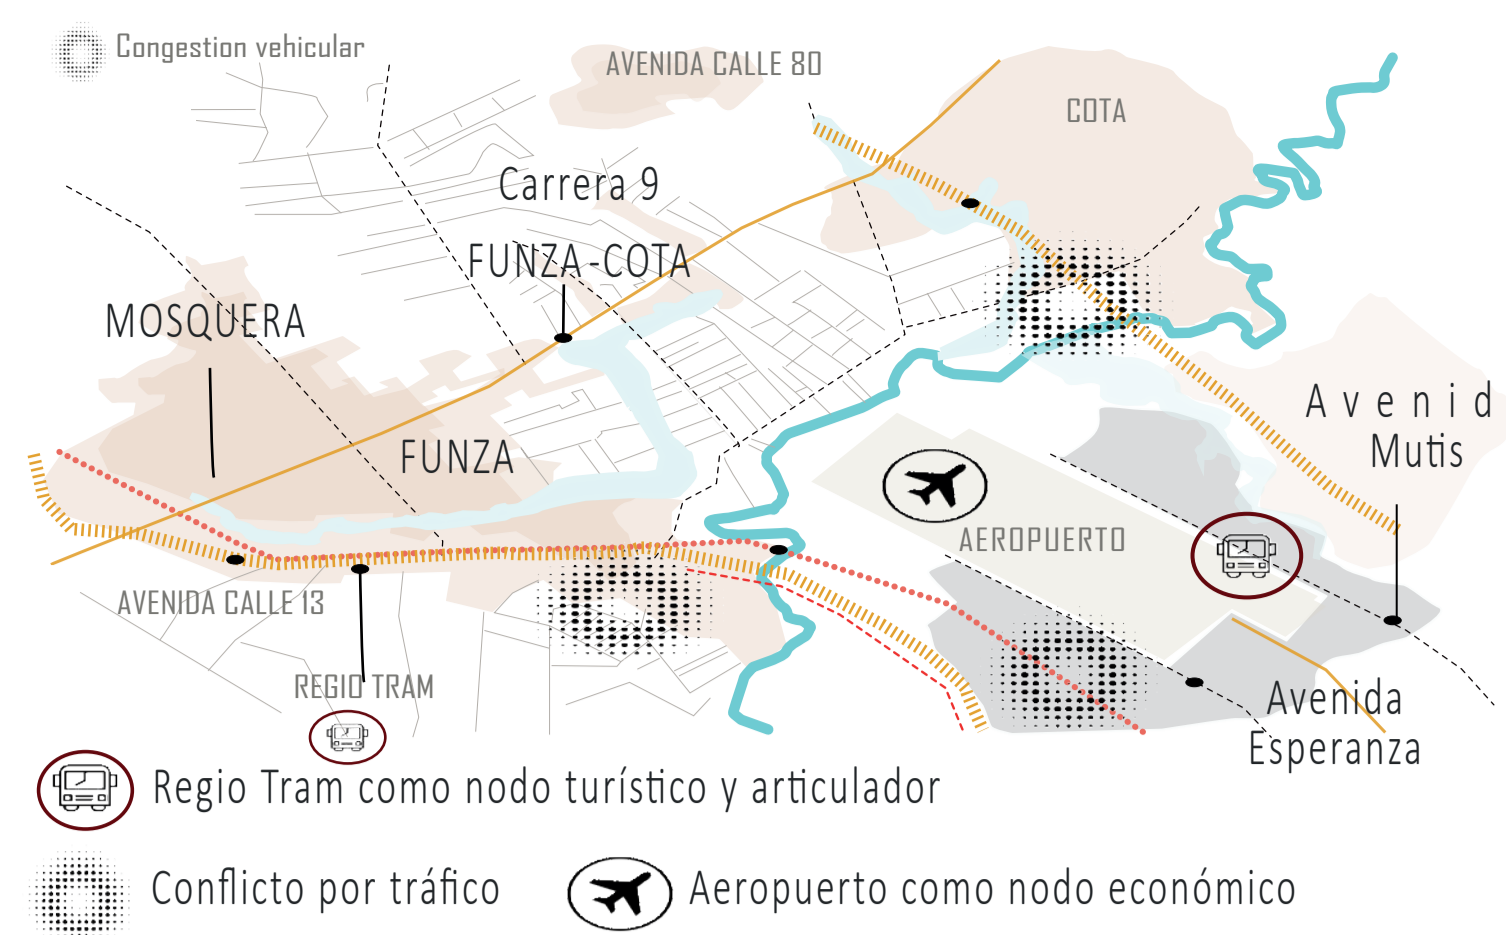 Congestion vehicular
AVENIDA CALLE 80
COTA
Carrera 9
FUNZA-COTA
MOSQUERA
FUNZA
Avenid
Mutis
AEROPUERTO
AVENIDA CALLE 13
REGIO TRAM
Avenida
Esperanza
Regio Tram como nodo turístico y articulador
Conflicto por tráfico
Aeropuerto como nodo económico